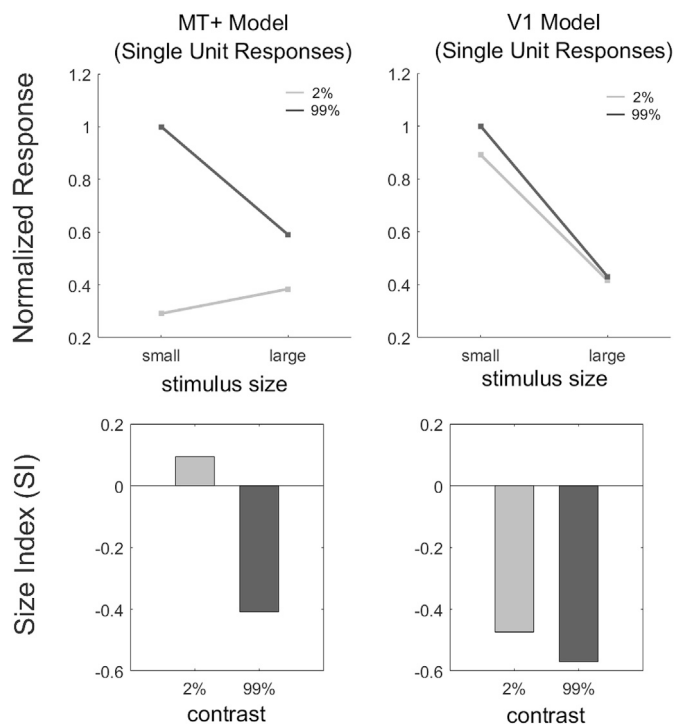 MT+ Model
(Single Unit Responses)
V1 Model
(Single Unit Responses)
Normalized Response
1.2
1
0.8
0.6
0.4
0.2
2%
99%
small
large
stimulus size
1.2
1
0.8
0.6
0.4
0.2
2%
99%
small
large
stimulus size
Size Index (SI)
0.2
0
-0.2
-0.4
-0.6
2%
99%
contrast
0.2
0
-0.2
-0.4
-0.6
2%
99%
contrast